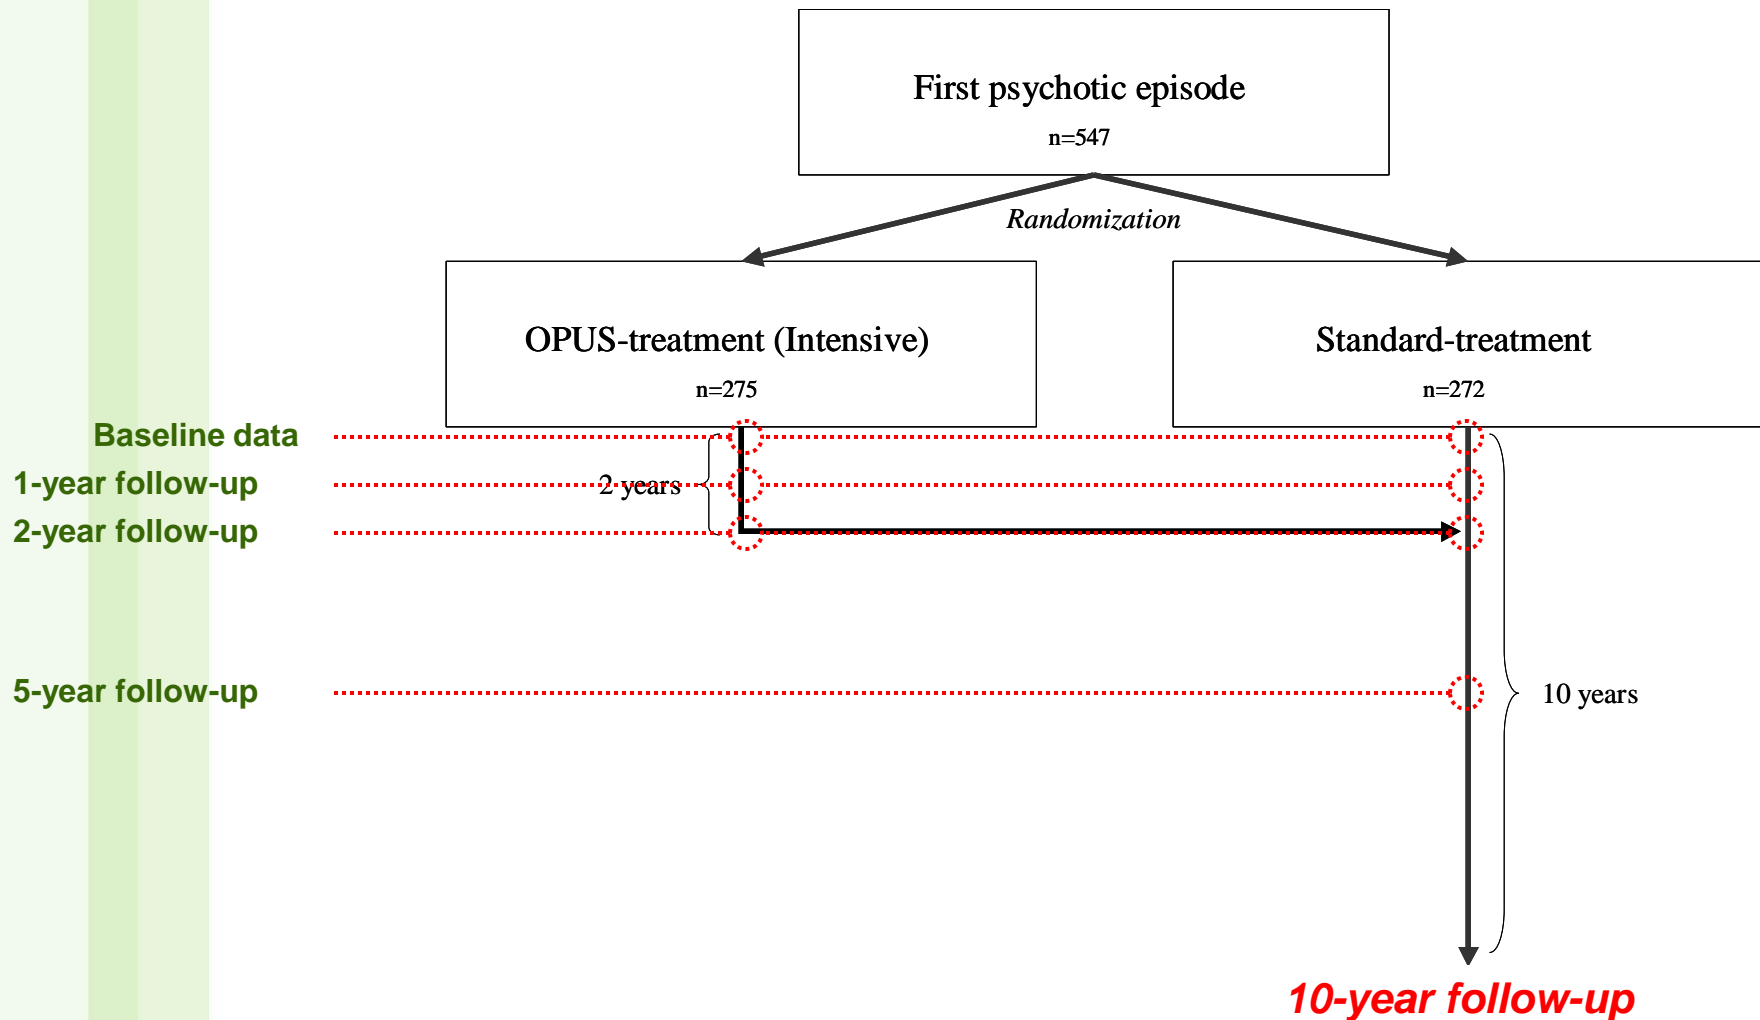 First psychotic episode
n=547
Randomization
OPUS-treatment (Intensive)
n=275
Standard-treatment
n=272
Baseline data
1-year follow-up
2 years
2-year follow-up
5-year follow-up
10 years
10-year follow-up